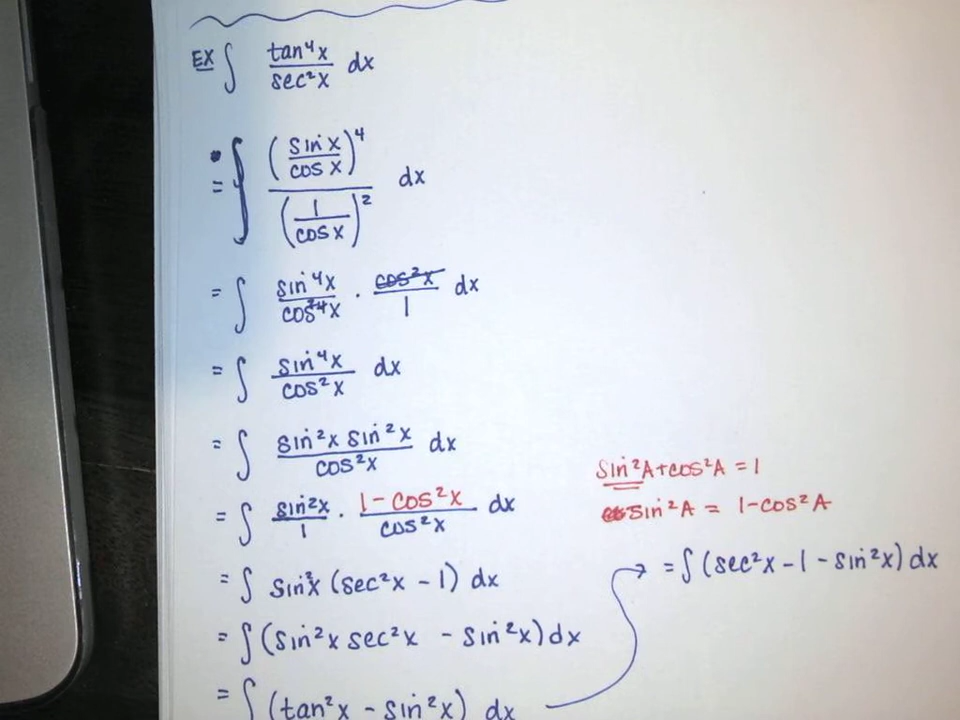 EX ∫ tan⁴x / sec²x dx
= ∫ (sin x / cos x)⁴ / (1 / cos x)² dx
= ∫ sin⁴x / cos⁴x · cos²x / 1 dx
= ∫ sin⁴x / cos²x dx
= ∫ sin²x sin²x / cos²x dx
= ∫ sin²x / 1 · 1 - cos²x / cos²x dx
= ∫ sin²x (sec²x - 1) dx
= ∫ (sin²x sec²x - sin²x) dx
= ∫ (tan²x - sin²x) dx
sin²A + cos²A = 1
sin²A = 1 - cos²A
= ∫ (sec²x - 1 - sin²x) dx